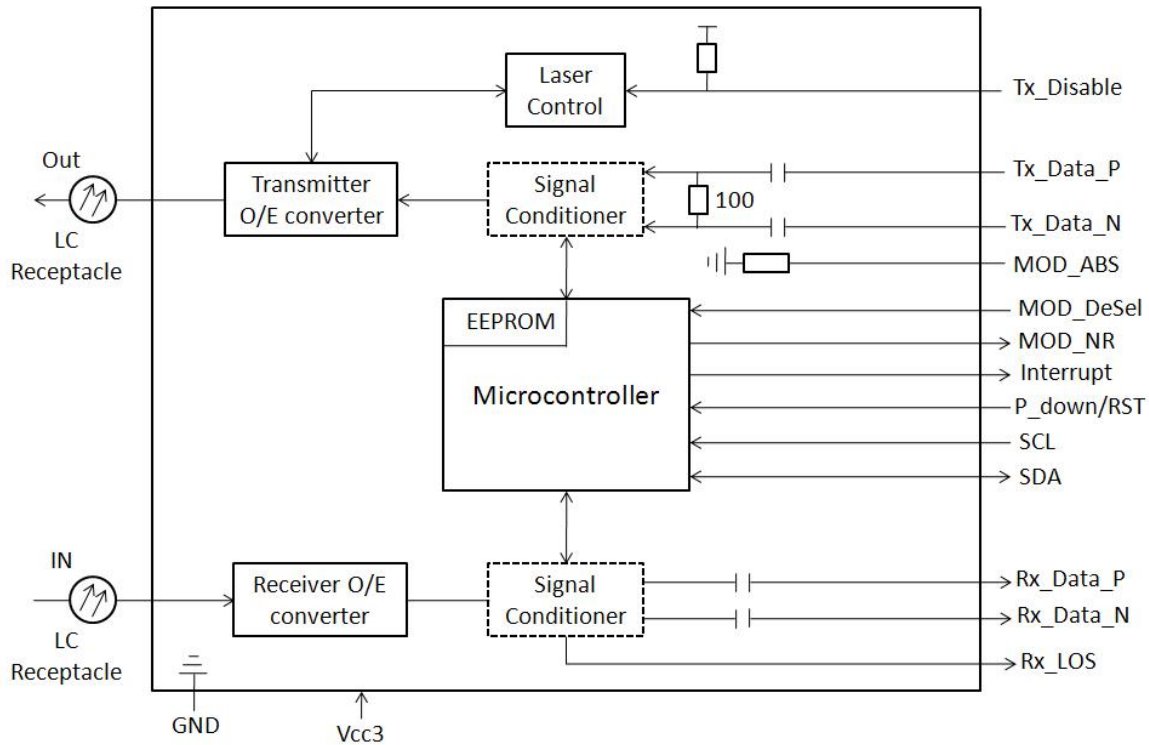 Laser
Control
Tx_Disable
Out
LC
Receptacle
Transmitter
O/E converter
Signal
Conditioner
100
Tx_Data_P
Tx_Data_N
MOD_ABS
EEPROM
Microcontroller
MOD_DeSel
MOD_NR
Interrupt
P_down/RST
SCL
SDA
IN
LC
Receptacle
Receiver O/E
converter
Signal
Conditioner
Rx_Data_P
Rx_Data_N
Rx_LOS
GND
Vcc3